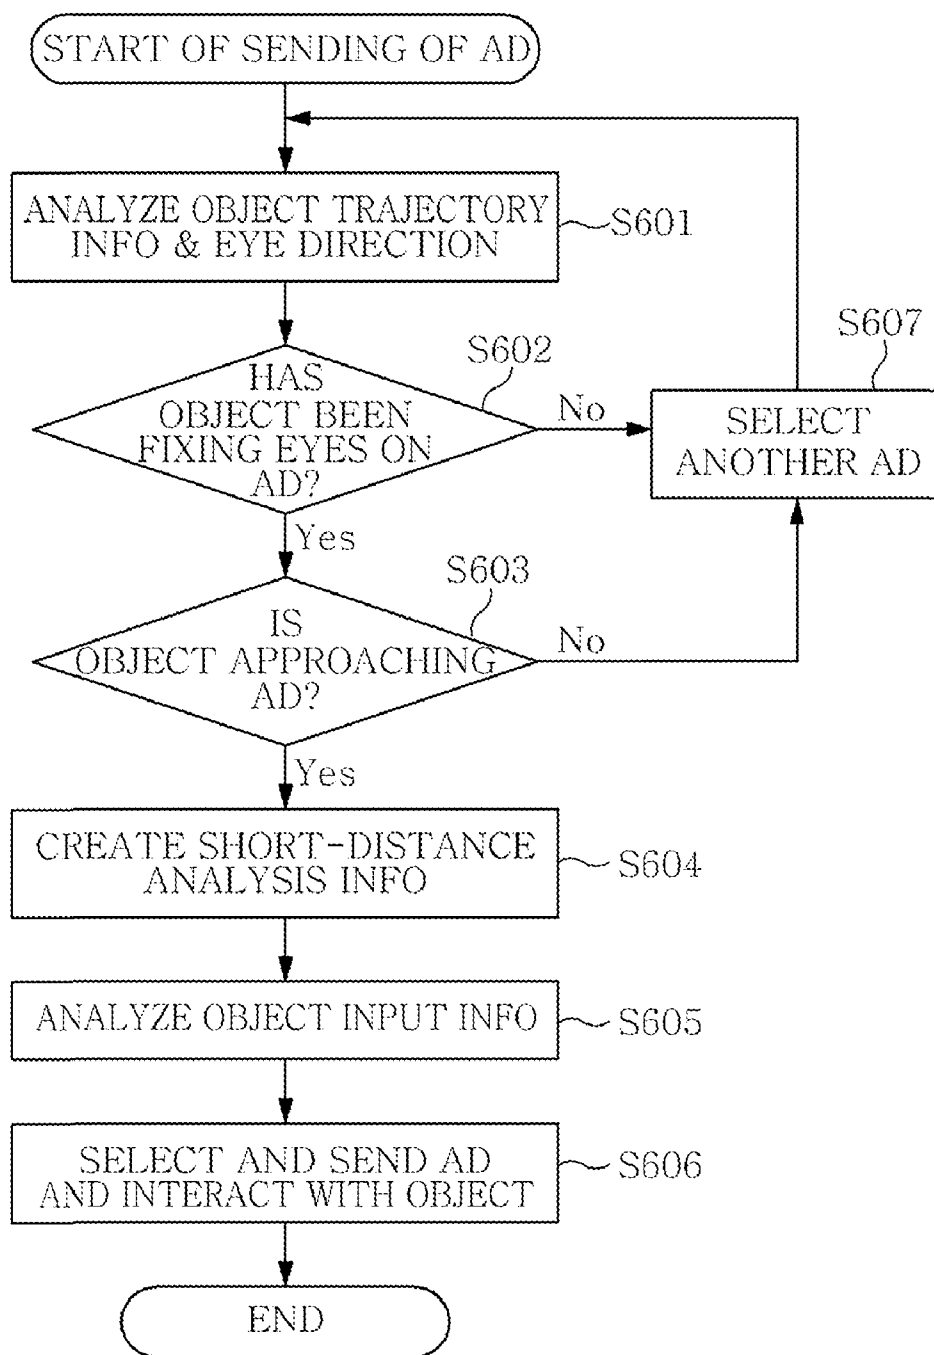 START OF SENDING OF AD
ANALYZE OBJECT TRAJECTORY
INFO & EYE DIRECTION
S601
S602
HAS
OBJECT BEEN
FIXING EYES ON
AD?
No
S607
SELECT
ANOTHER AD
Yes
S603
IS
OBJECT APPROACHING
AD?
No
Yes
CREATE SHORT-DISTANCE
ANALYSIS INFO
S604
ANALYZE OBJECT INPUT INFO
S605
SELECT AND SEND AD
AND INTERACT WITH OBJECT
S606
END